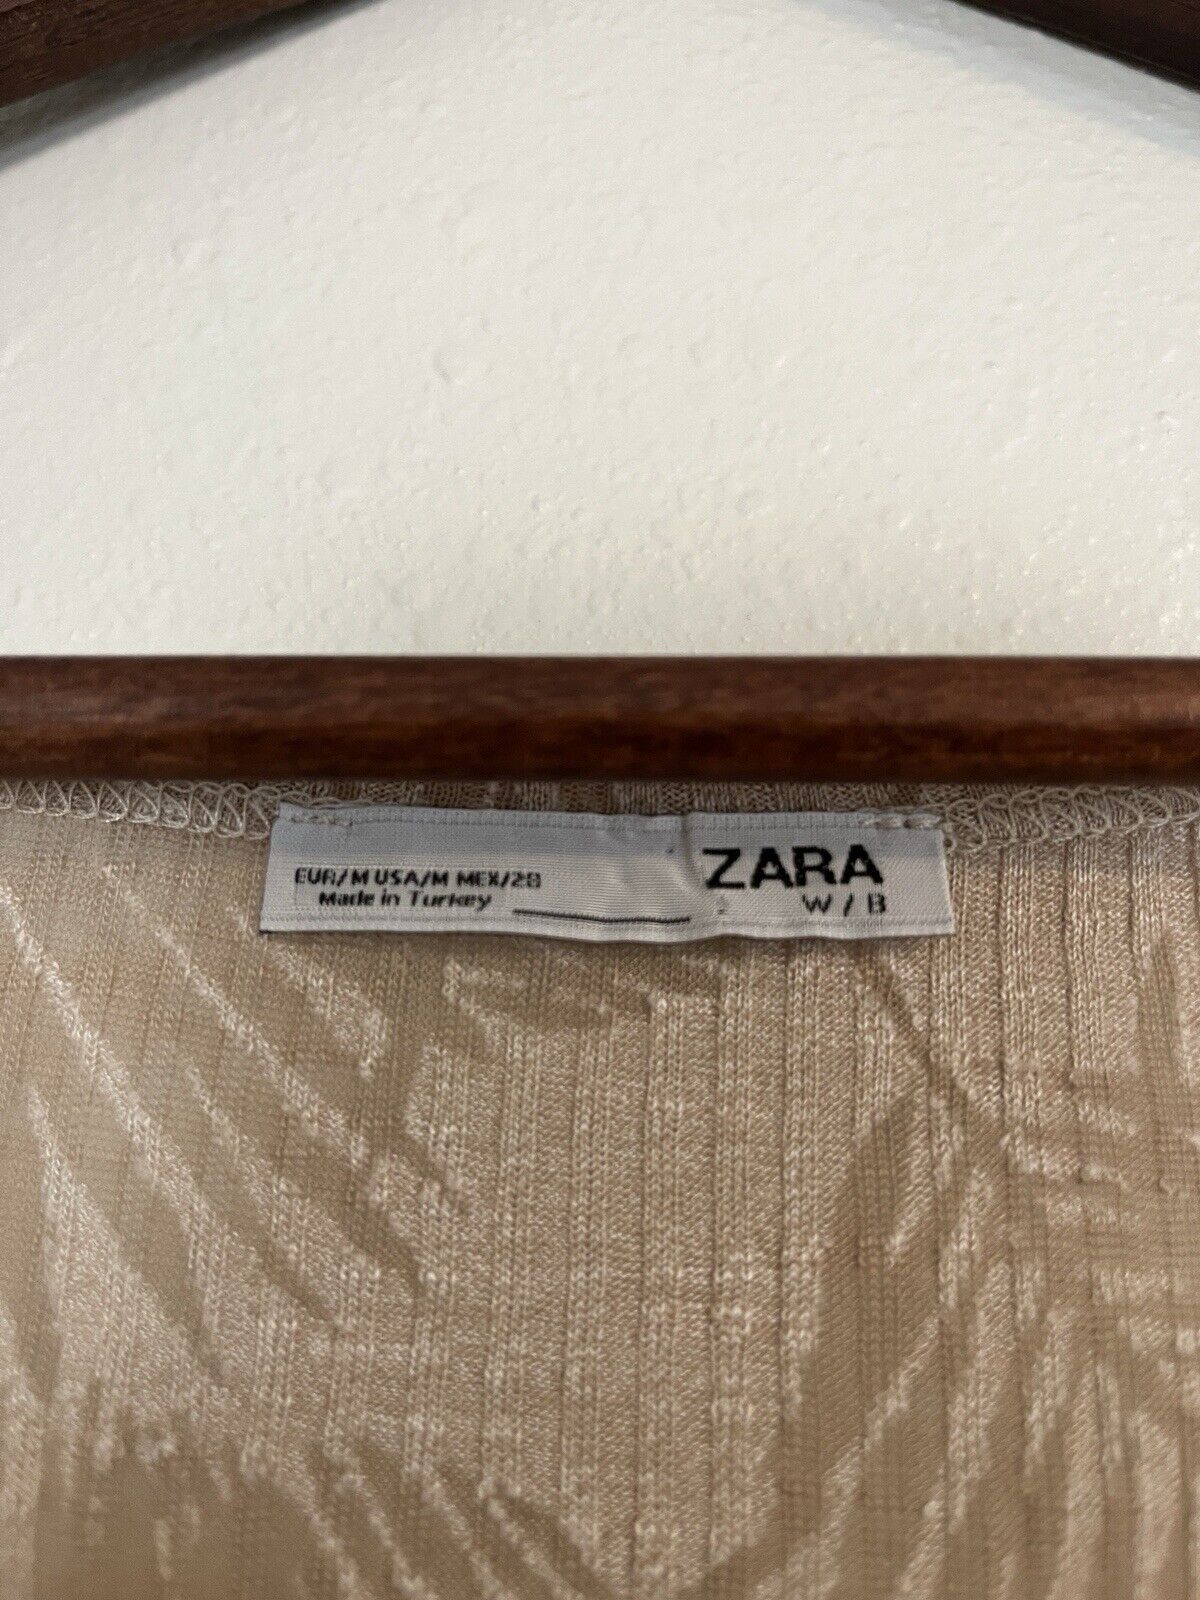 EUR/M USA/M MEX/28
Made in Turkey
ZARA
W / B